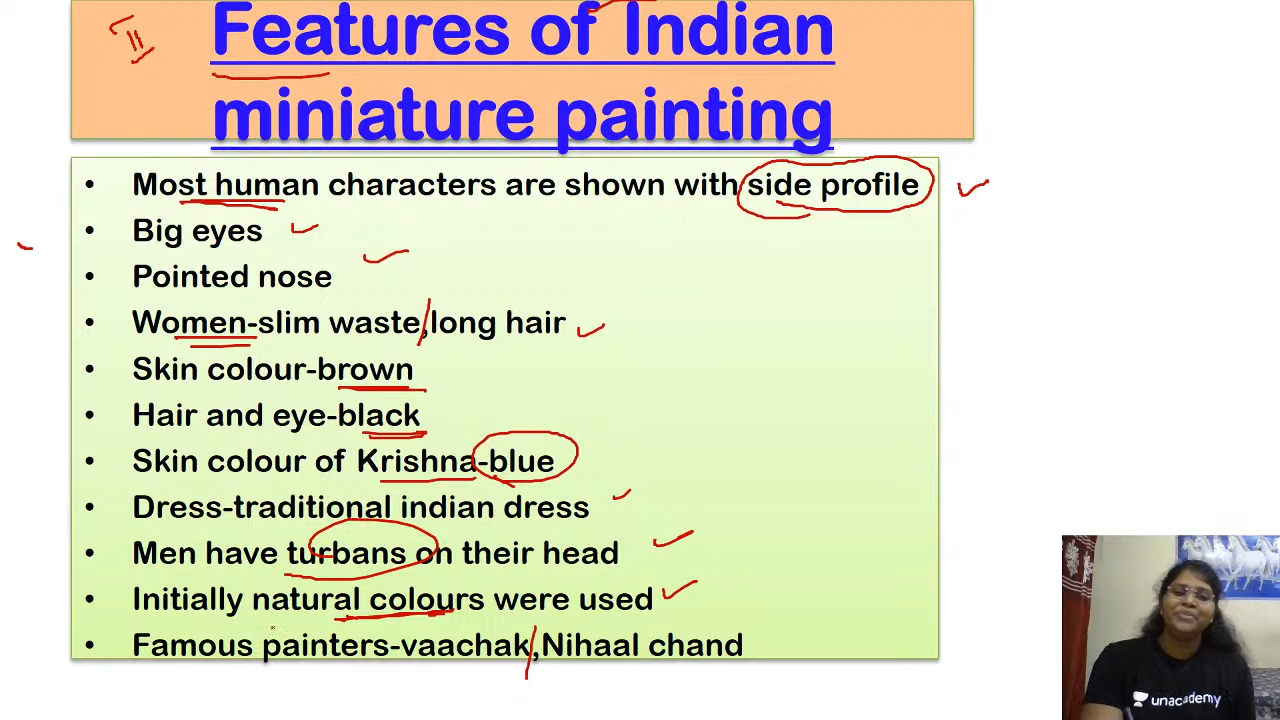 II
Features of Indian
miniature painting
• Most human characters are shown with side profile
• Big eyes
• Pointed nose
• Women-slim waste,long hair
• Skin colour-brown
• Hair and eye-black
• Skin colour of Krishna-blue
• Dress-traditional indian dress
• Men have turbans on their head
• Initially natural colours were used
• Famous painters-vaachak,Nihaal chand
unacademy